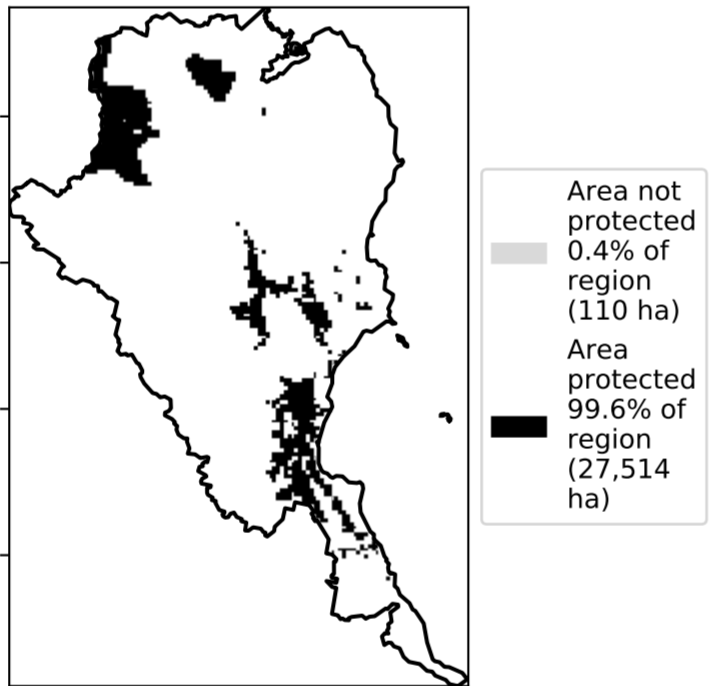 Area not
protected
0.4% of
region
(110 ha)
Area
protected
99.6% of
region
(27,514
ha)